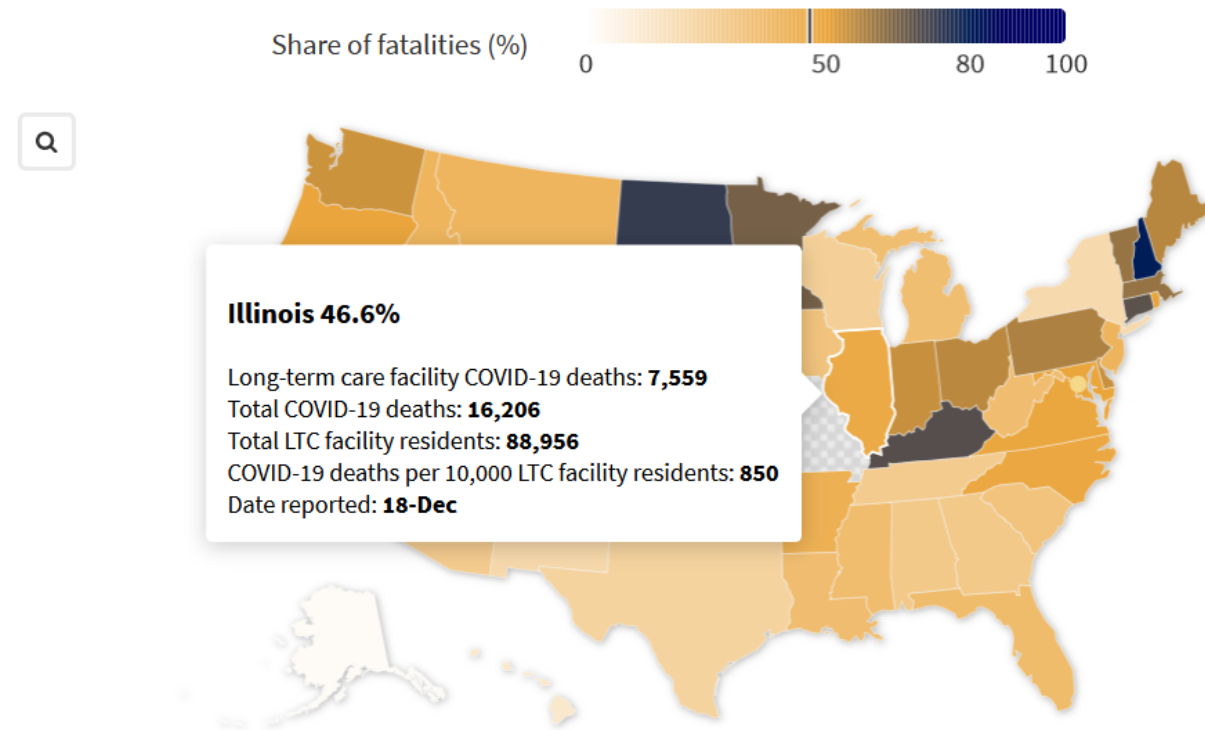 Share of fatalities (%)
0 50 80 100
Illinois 46.6%
Long-term care facility COVID-19 deaths: 7,559
Total COVID-19 deaths: 16,206
Total LTC facility residents: 88,956
COVID-19 deaths per 10,000 LTC facility residents: 850
Date reported: 18-Dec